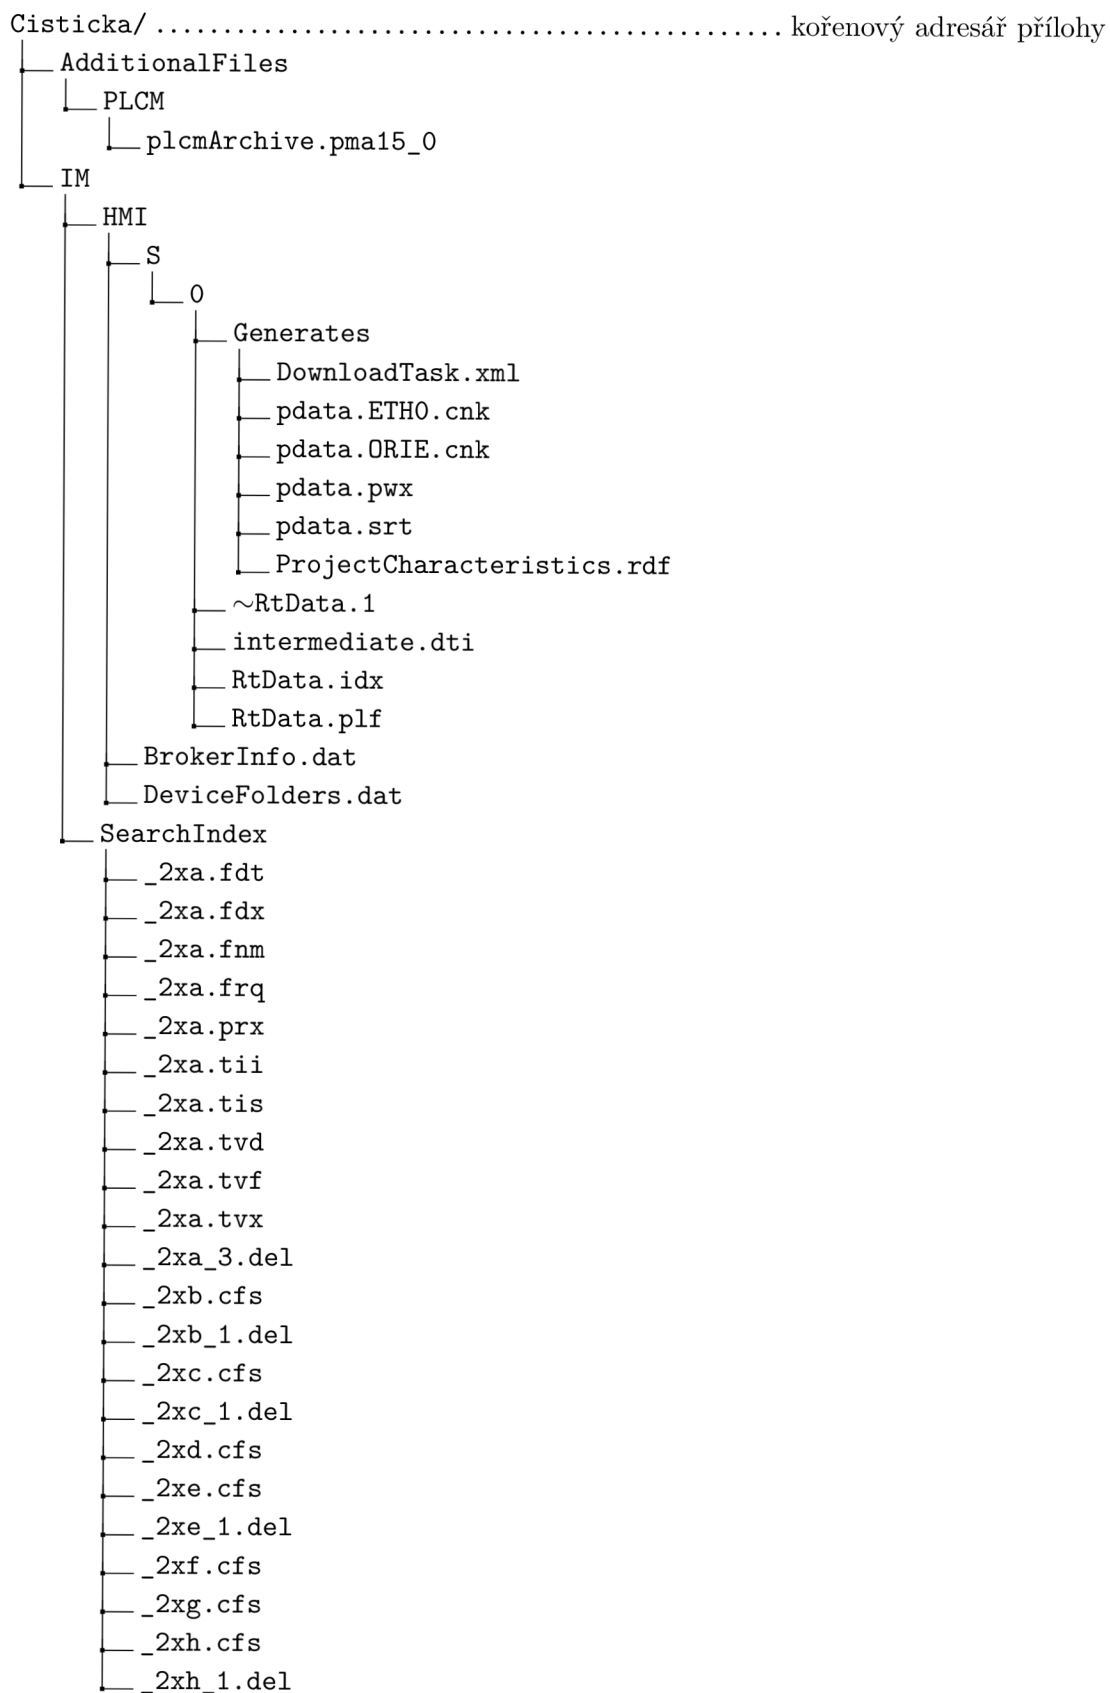 Cisticka/ ............................................... kořenový adresář přílohy
AdditionalFiles
PLCM
plcmArchive.pma15_0
IM
HMI
S
0
Generates
DownloadTask.xml
pdata.ETH0.cnk
pdata.ORIE.cnk
pdata.pwx
pdata.srt
ProjectCharacteristics.rdf
~RtData.1
intermediate.dti
RtData.idx
RtData.plf
BrokerInfo.dat
DeviceFolders.dat
SearchIndex
_2xa.fdt
_2xa.fdx
_2xa.fnm
_2xa.frq
_2xa.prx
_2xa.tii
_2xa.tis
_2xa.tvd
_2xa.tvf
_2xa.tvx
_2xa_3.del
_2xb.cfs
_2xb_1.del
_2xc.cfs
_2xc_1.del
_2xd.cfs
_2xe.cfs
_2xe_1.del
_2xf.cfs
_2xg.cfs
_2xh.cfs
_2xh_1.del